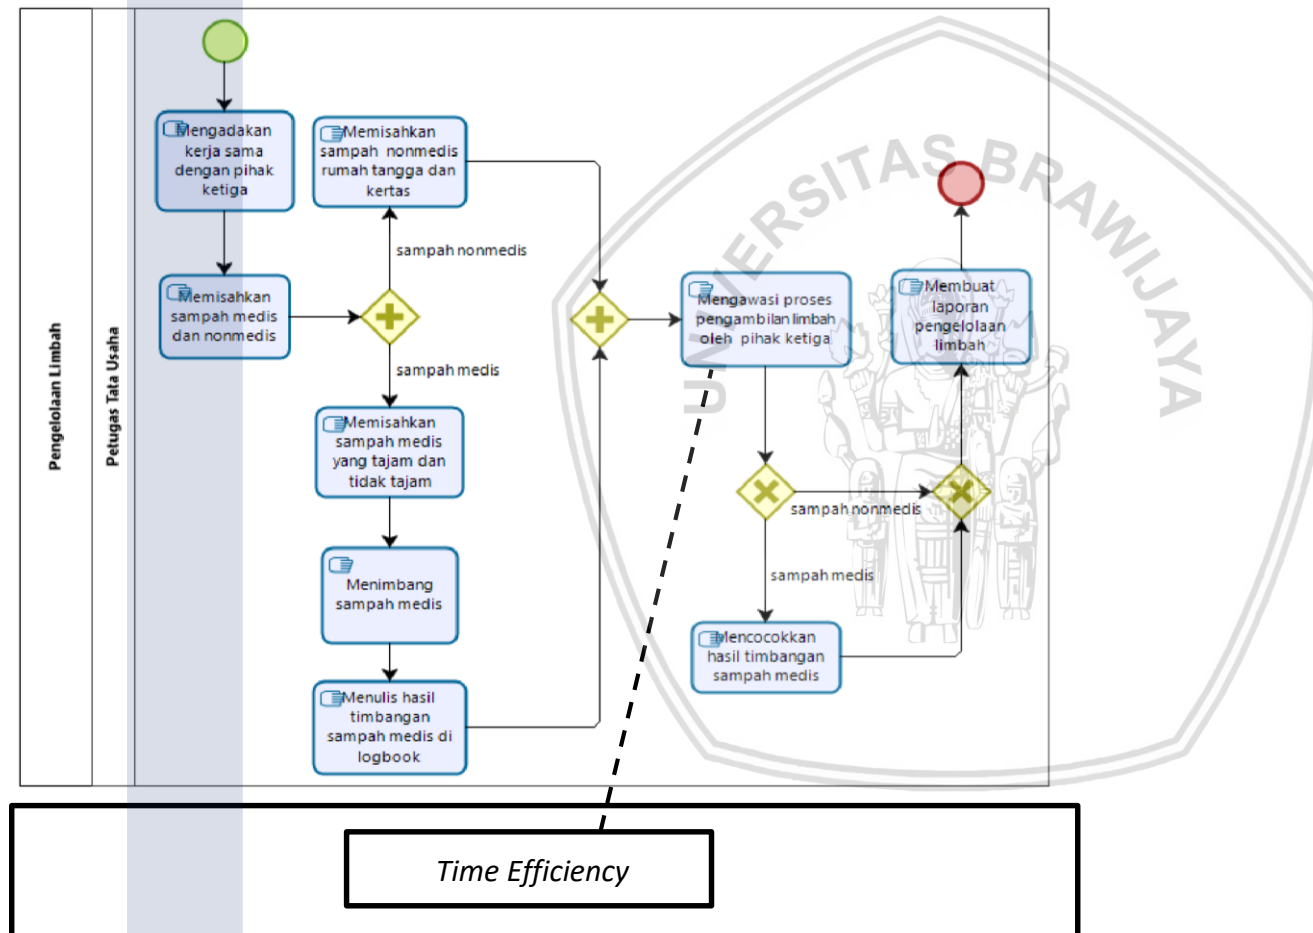 Pengelolaan Limbah
Petugas Tata Usaha
Mengadakan
kerja sama
dengan pihak
ketiga
Memisahkan
sampah medis
dan nonmedis
Memisahkan
sampah nonmedis
rumah tangga dan
kertas
sampah nonmedis
sampah medis
Memisahkan
sampah medis
yang tajam dan
tidak tajam
Menimbang
sampah medis
Menulis hasil
timbangan
sampah medis di
logbook
Mengawasi proses
pengambilan limbah
oleh pihak ketiga
sampah nonmedis
sampah medis
Mencocokkan
hasil timbangan
sampah medis
Membuat
laporan
pengelolaan
limbah
UNIVERSITAS BRAWIJAYA
Time Efficiency